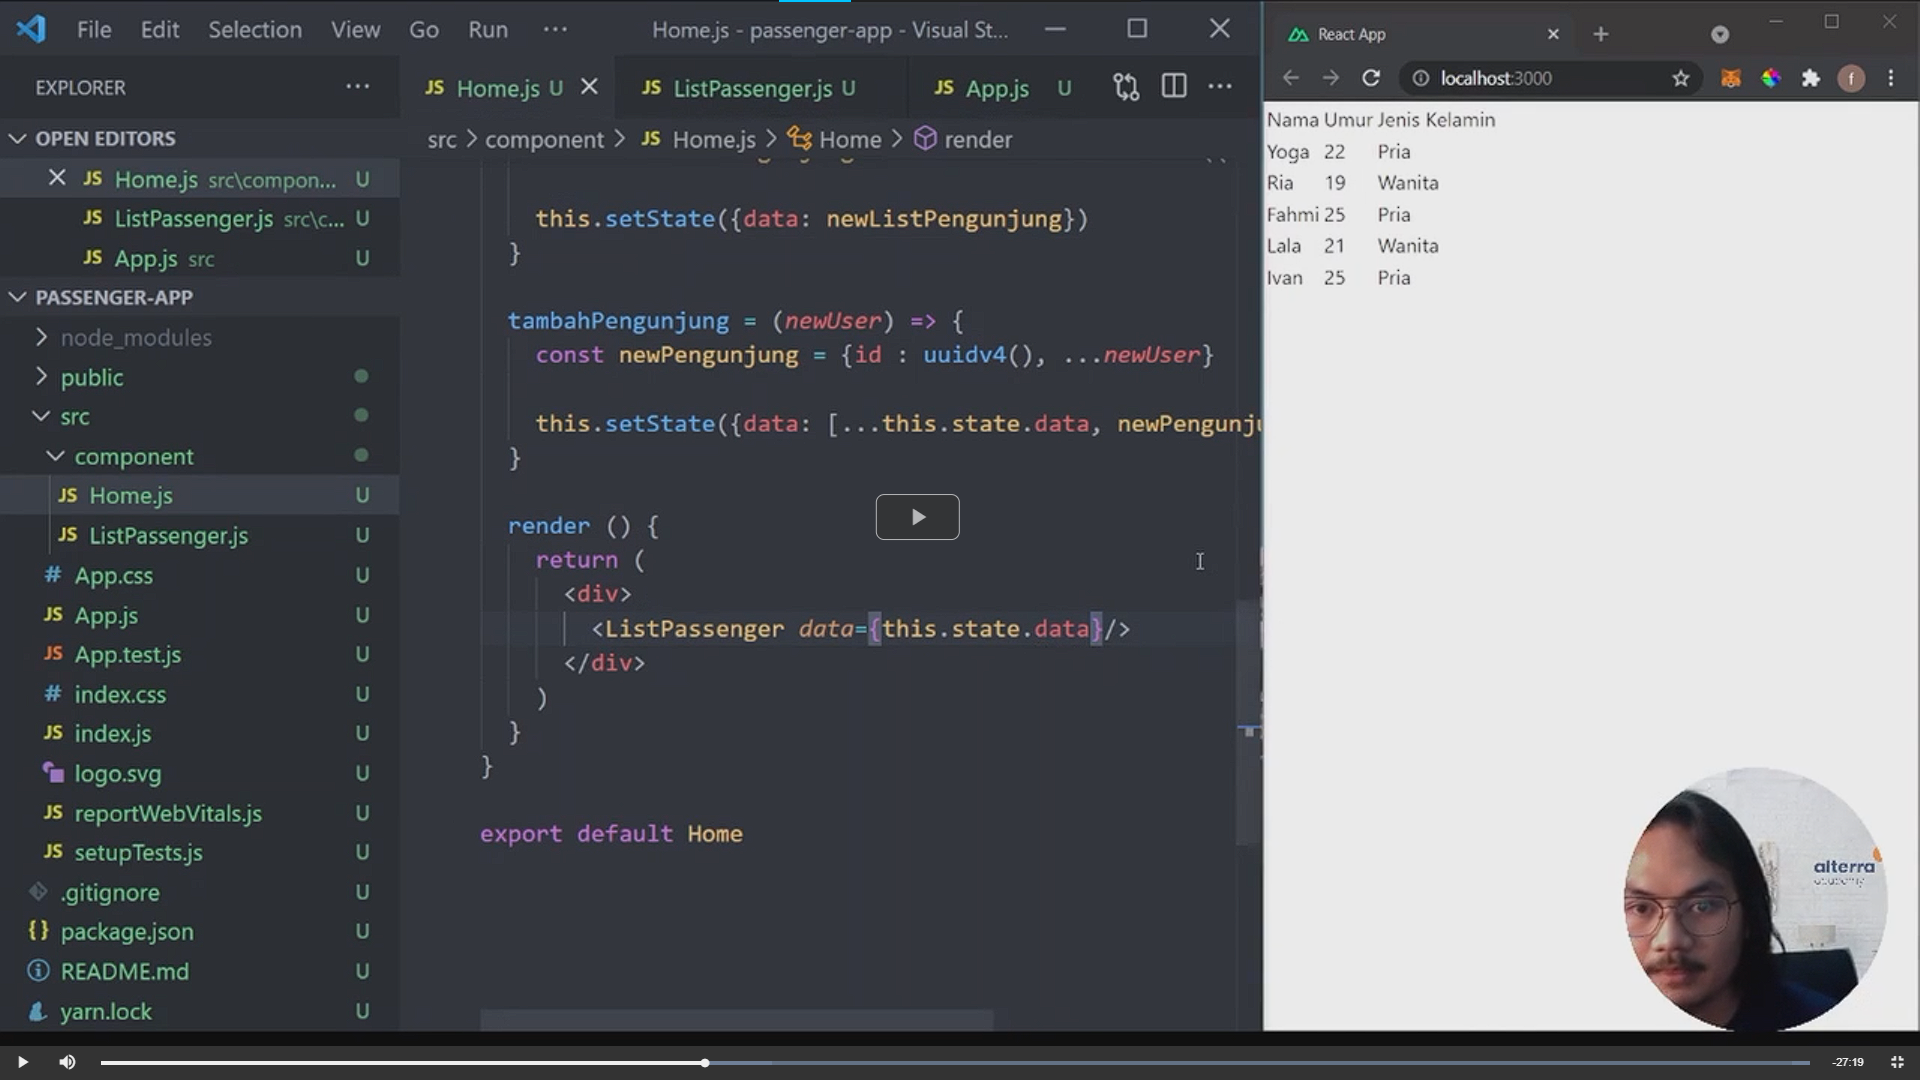 File Edit Selection View Go Run ··· Home.js - passenger-app - Visual St...
EXPLORER ···
OPEN EDITORS
JS Home.js src\compon... U
JS ListPassenger.js src\c... U
JS App.js src U
PASSENGER-APP
node_modules
public
src
component
JS Home.js U
JS ListPassenger.js U
# App.css U
JS App.js U
JS App.test.js U
# index.css U
JS index.js U
logo.svg U
JS reportWebVitals.js U
JS setupTests.js U
.gitignore U
{} package.json U
README.md U
yarn.lock U
JS Home.js U JS ListPassenger.js U JS App.js U ···
src > component > JS Home.js > Home > render
this.setState({data: newListPengunjung})
}
tambahPengunjung = (newUser) => {
const newPengunjung = {id : uuidv4(), ...newUser}
this.setState({data: [...this.state.data, newPengunju
}
render () {
return (
<div>
<ListPassenger data={this.state.data}/>
</div>
)
}
}
export default Home
React App
localhost:3000
f
Nama Umur Jenis Kelamin
Yoga 22 Pria
Ria 19 Wanita
Fahmi 25 Pria
Lala 21 Wanita
Ivan 25 Pria
alterra
academy
-27:19